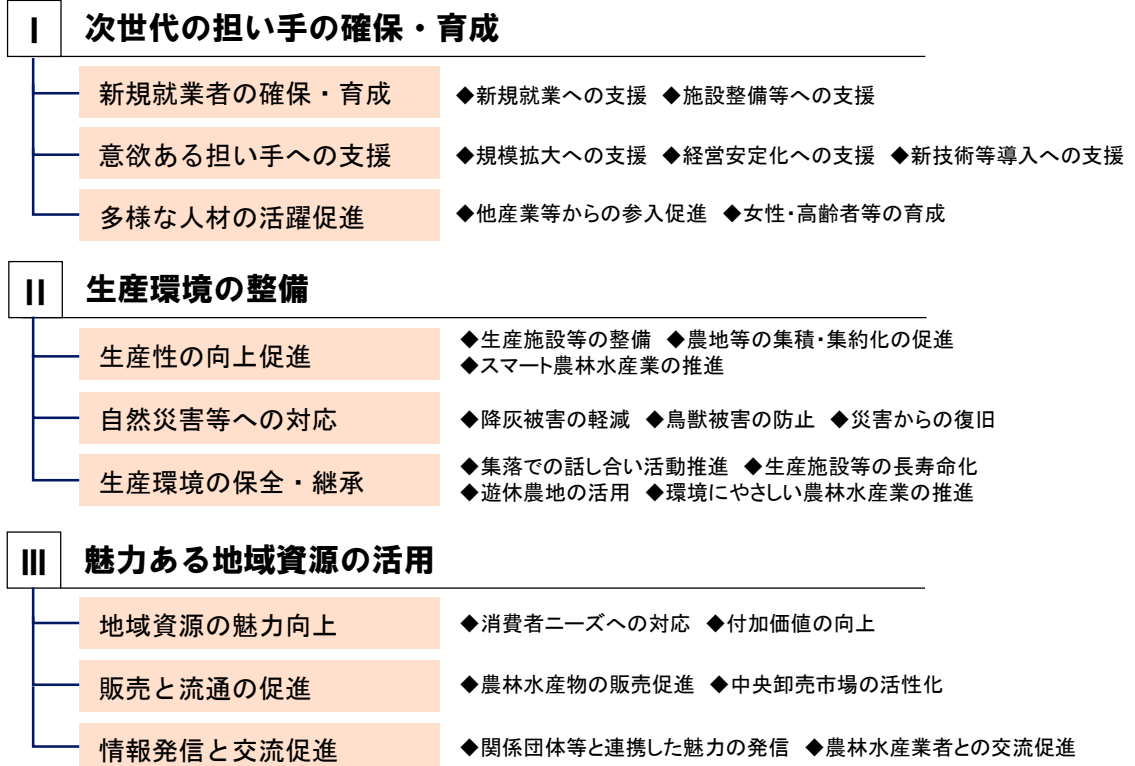 I 次世代の担い手の確保・育成
新規就業者の確保・育成 ◆新規就業への支援 ◆施設整備等への支援
意欲ある担い手への支援 ◆規模拡大への支援 ◆経営安定化への支援 ◆新技術等導入への支援
多様な人材の活躍促進 ◆他産業等からの参入促進 ◆女性・高齢者等の育成
II 生産環境の整備
生産性の向上促進 ◆生産施設等の整備 ◆農地等の集積・集約化の促進
◆スマート農林水産業の推進
自然災害等への対応 ◆降灰被害の軽減 ◆鳥獣被害の防止 ◆災害からの復旧
生産環境の保全・継承 ◆集落での話し合い活動推進 ◆生産施設等の長寿命化
◆遊休農地の活用 ◆環境にやさしい農林水産業の推進
III 魅力ある地域資源の活用
地域資源の魅力向上 ◆消費者ニーズへの対応 ◆付加価値の向上
販売と流通の促進 ◆農林水産物の販売促進 ◆中央卸売市場の活性化
情報発信と交流促進 ◆関係団体等と連携した魅力の発信 ◆農林水産業者との交流促進